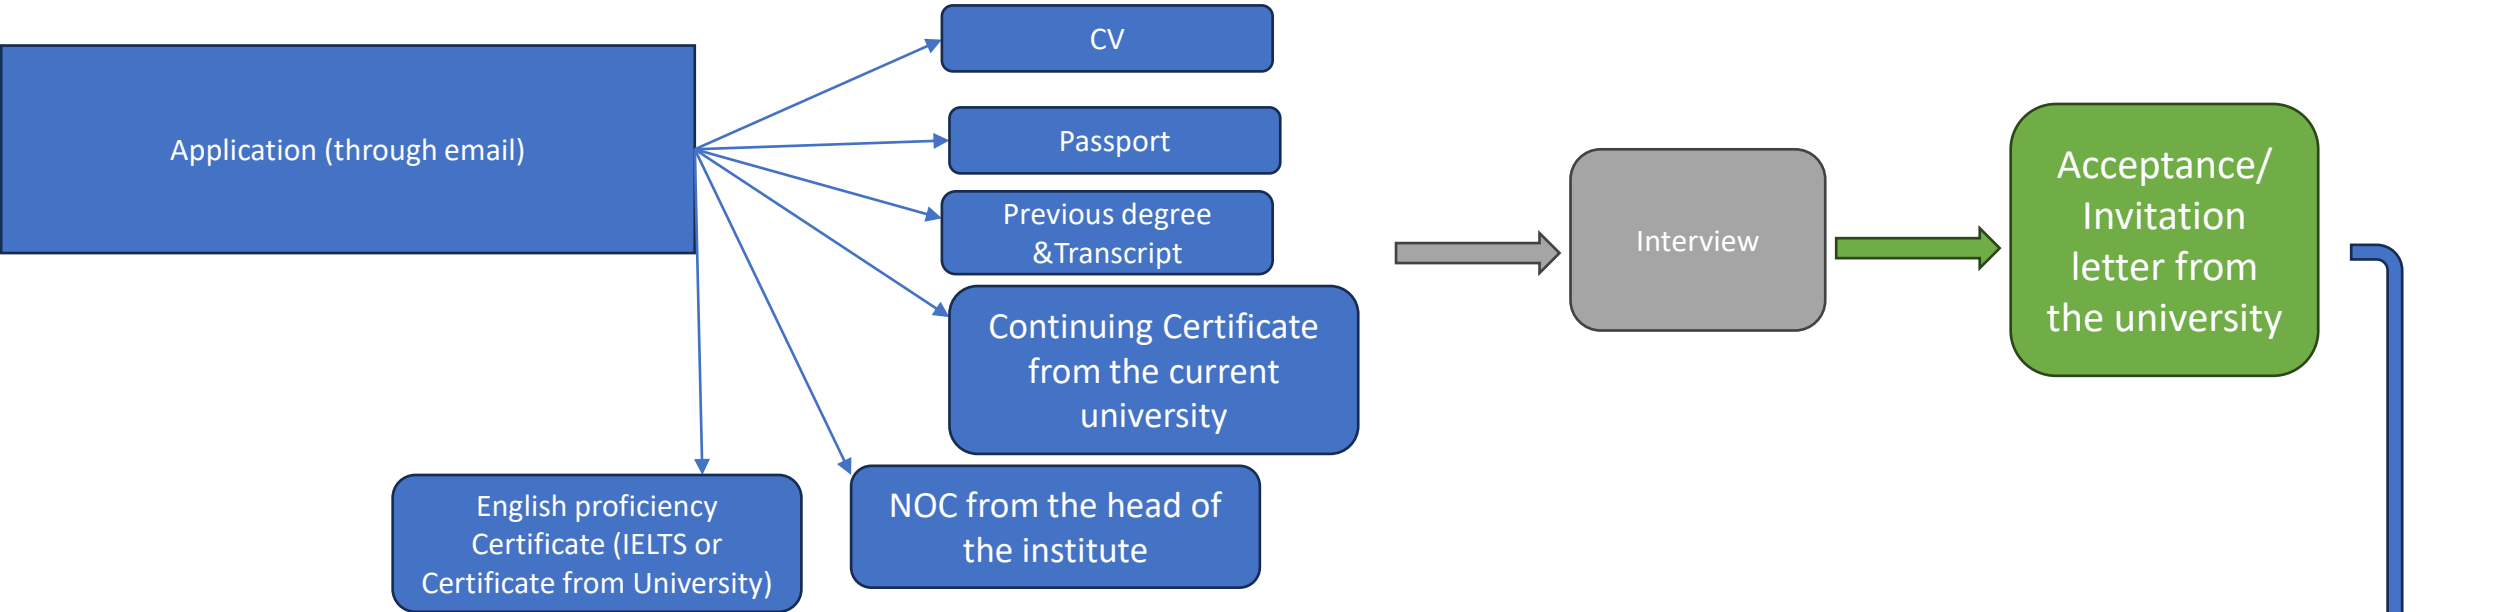 Application (through email)
CV
Passport
Previous degree
&Transcript
Continuing Certificate
from the current
university
NOC from the head of
the institute
English proficiency
Certificate (IELTS or
Certificate from University)
Interview
Acceptance/
Invitation
letter from
the university